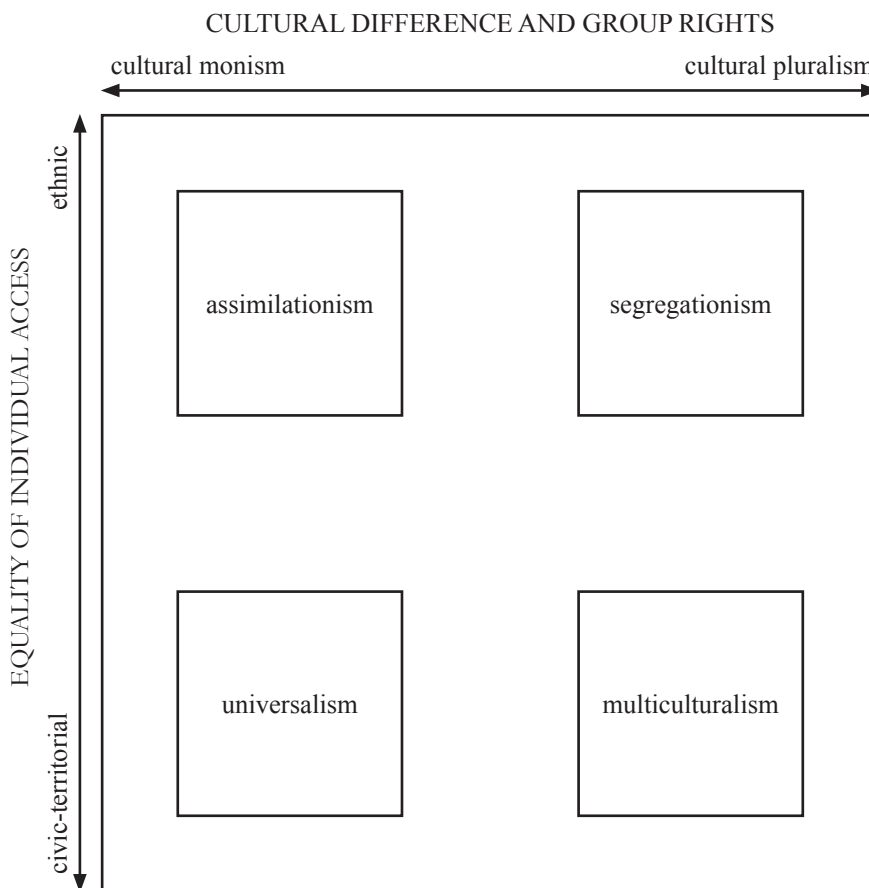 CULTURAL DIFFERENCE AND GROUP RIGHTS
cultural monism
cultural pluralism
EQUALITY OF INDIVIDUAL ACCESS
ethnic
assimilationism
segregationism
universalism
multiculturalism
civic-territorial